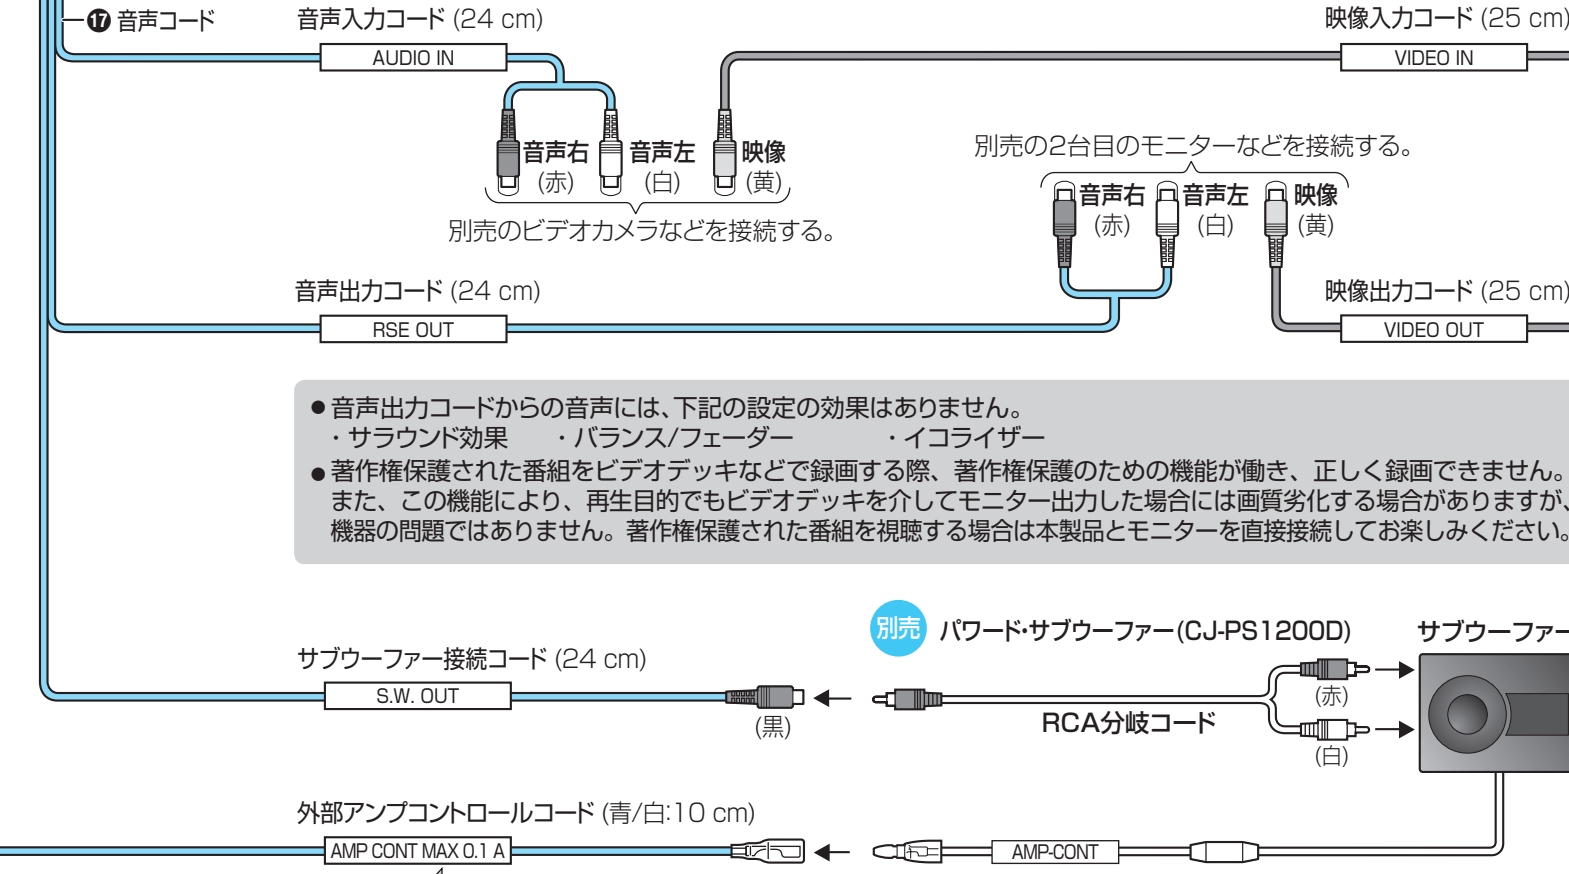 ⓱ 音声コード
音声入力コード (24 cm)
AUDIO IN
映像入力コード (25 cm)
VIDEO IN
音声右
(赤)
音声左
(白)
映像
(黄)
別売のビデオカメラなどを接続する。
別売の2台目のモニターなどを接続する。
音声右
(赤)
音声左
(白)
映像
(黄)
音声出力コード (24 cm)
RSE OUT
映像出力コード (25 cm)
VIDEO OUT
●音声出力コードからの音声には、下記の設定の効果はありません。
・サラウンド効果 ・バランス/フェーダー ・イコライザー
●著作権保護された番組をビデオデッキなどで録画する際、著作権保護のための機能が働き、正しく録画できません。
また、この機能により、再生目的でもビデオデッキを介してモニター出力した場合には画質劣化する場合がありますが、
機器の問題ではありません。著作権保護された番組を視聴する場合は本製品とモニターを直接接続してお楽しみください。
別売 パワード・サブウーファー(CJ-PS1200D)
サブウーファー
サブウーファー接続コード (24 cm)
S.W. OUT
(黒)
RCA分岐コード
(赤)
(白)
外部アンプコントロールコード (青/白:10 cm)
AMP CONT MAX 0.1 A
AMP-CONT